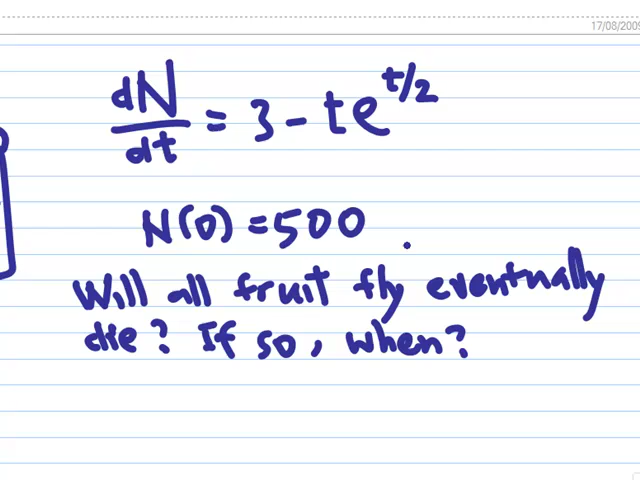 17/08/2009
dN/dt = 3 - te^(t/2)
N(0) = 500
Will all fruit fly eventually
die? If so, when?